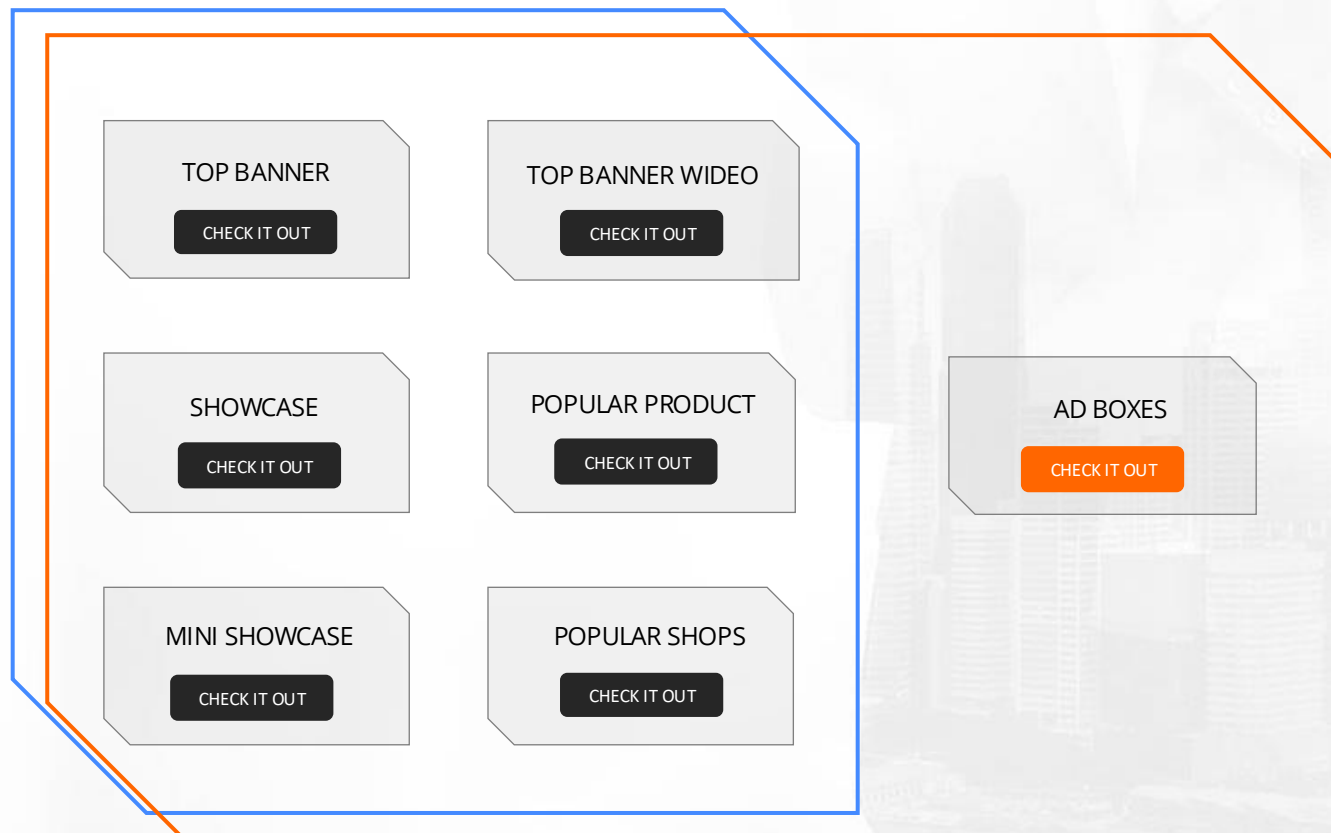 TOP BANNER
CHECK IT OUT
TOP BANNER WIDEO
CHECK IT OUT
SHOWCASE
CHECK IT OUT
POPULAR PRODUCT
CHECK IT OUT
AD BOXES
CHECK IT OUT
MINI SHOWCASE
CHECK IT OUT
POPULAR SHOPS
CHECK IT OUT